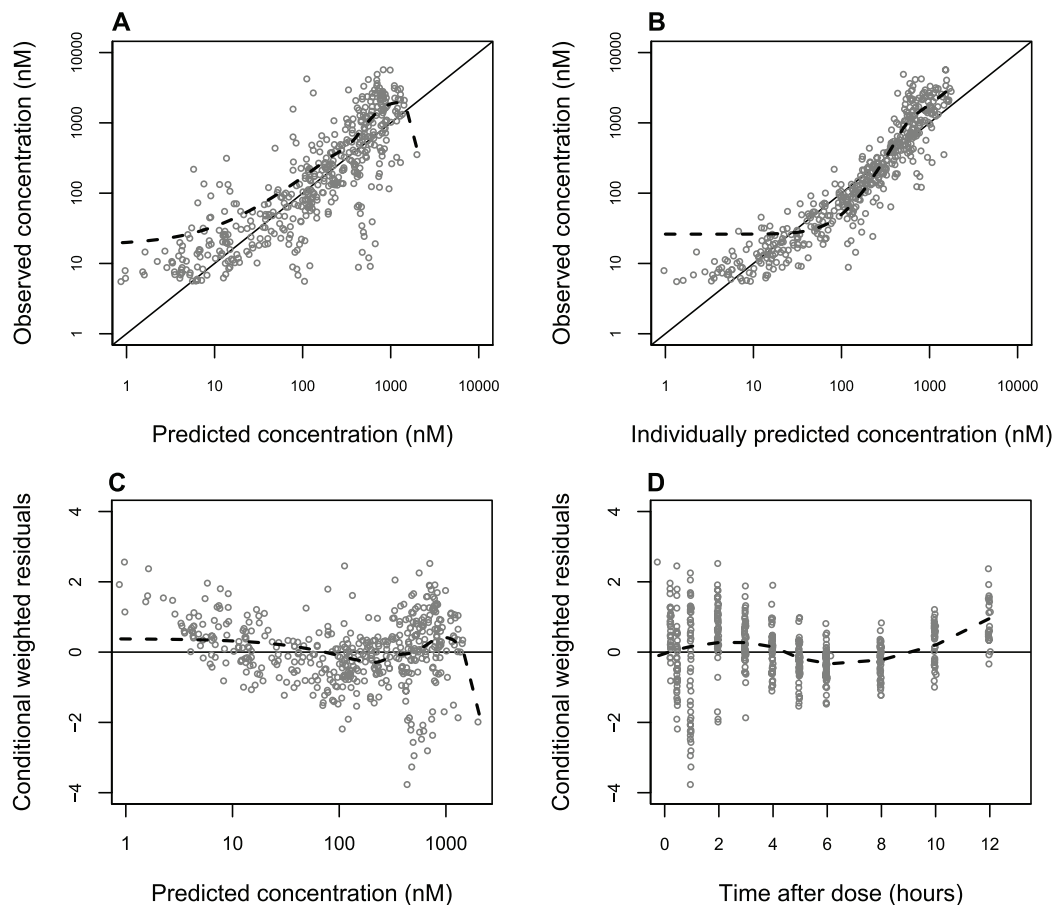 A
B
Observed concentration (nM)
10000
1000
100
10
1
1 10 100 1000 10000
Predicted concentration (nM)
Observed concentration (nM)
10000
1000
100
10
1
1 10 100 1000 10000
Individually predicted concentration (nM)
C
D
Conditional weighted residuals
4
2
0
−2
−4
1 10 100 1000
Predicted concentration (nM)
Conditional weighted residuals
4
2
0
−2
−4
0 2 4 6 8 10 12
Time after dose (hours)